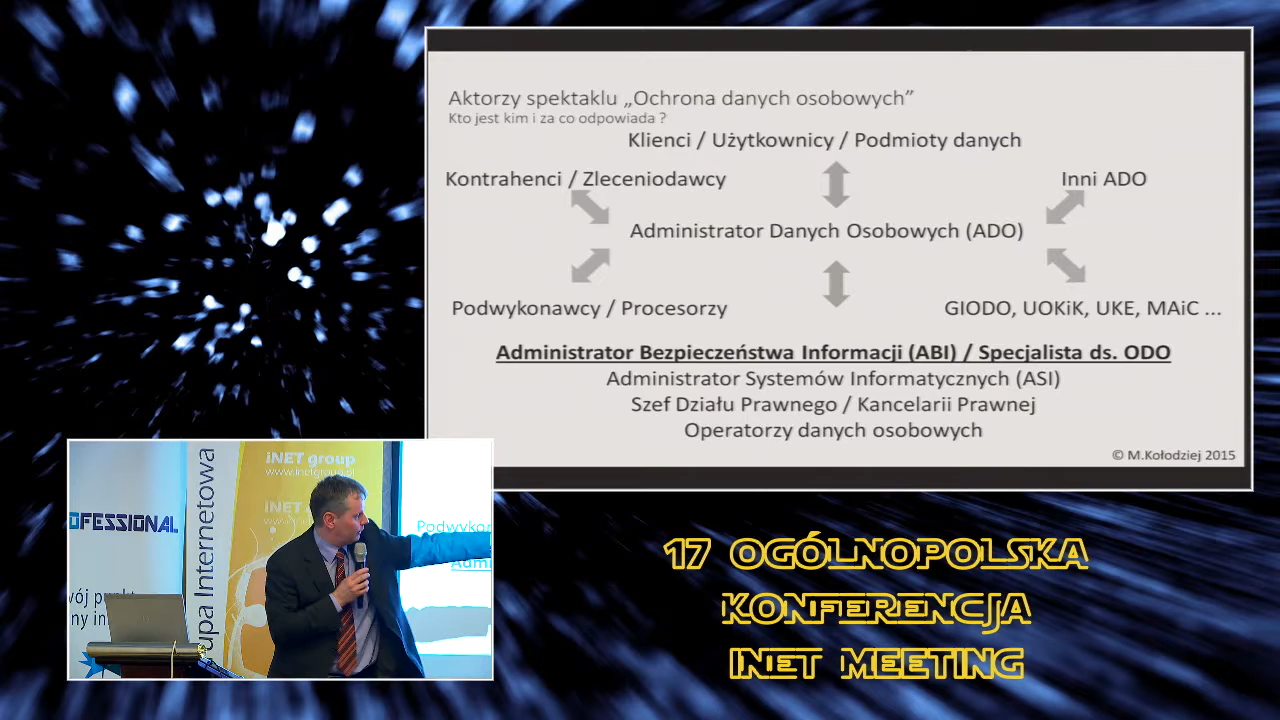 Aktorzy spektaklu „Ochrona danych osobowych”
Kto jest kim i za co odpowiada ?
Klienci / Użytkownicy / Podmioty danych
Kontrahenci / Zleceniodawcy
Inni ADO
Administrator Danych Osobowych (ADO)
Podwykonawcy / Procesorzy
GIODO, UOKiK, UKE, MAiC ...
Administrator Bezpieczeństwa Informacji (ABI) / Specjalista ds. ODO
Administrator Systemów Informatycznych (ASI)
Szef Działu Prawnego / Kancelarii Prawnej
Operatorzy danych osobowych
© M.Kołodziej 2015
iNET group
www.inetgroup.pl
OFESSIONAL
upa Internetowa
Podwykor
Admi
17 OGÓLNOPOLSKA
KONFERENCJA
INET MEETING